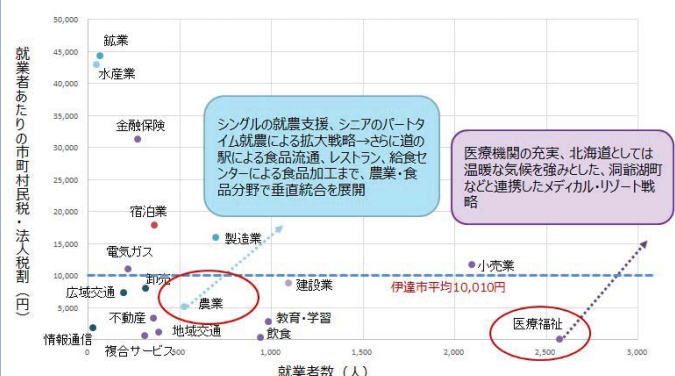 50,000
45,000
40,000
35,000
30,000
25,000
20,000
15,000
10,000
5,000
0
500
1,000
1,500
2,000
2,500
3,000
就業者あたりの市町村民税・法人税割（円）
就業者数（人）
鉱業
水産業
金融保険
宿泊業
製造業
電気ガス
卸売
広域交通
農業
建設業
小売業
伊達市平均10,010円
不動産
地域交通
教育・学習
飲食
情報通信
複合サービス
医療福祉
シングルの就農支援、シニアのパートタ
イム就農による拡大戦略→さらに道の
駅による食品流通、レストラン、給食セ
ンターによる食品加工まで、農業・食
品分野で垂直統合を展開
医療機関の充実、北海道としては
温暖な気候を強みとした、洞爺湖町
などと連携したメディカル・リゾート戦
略